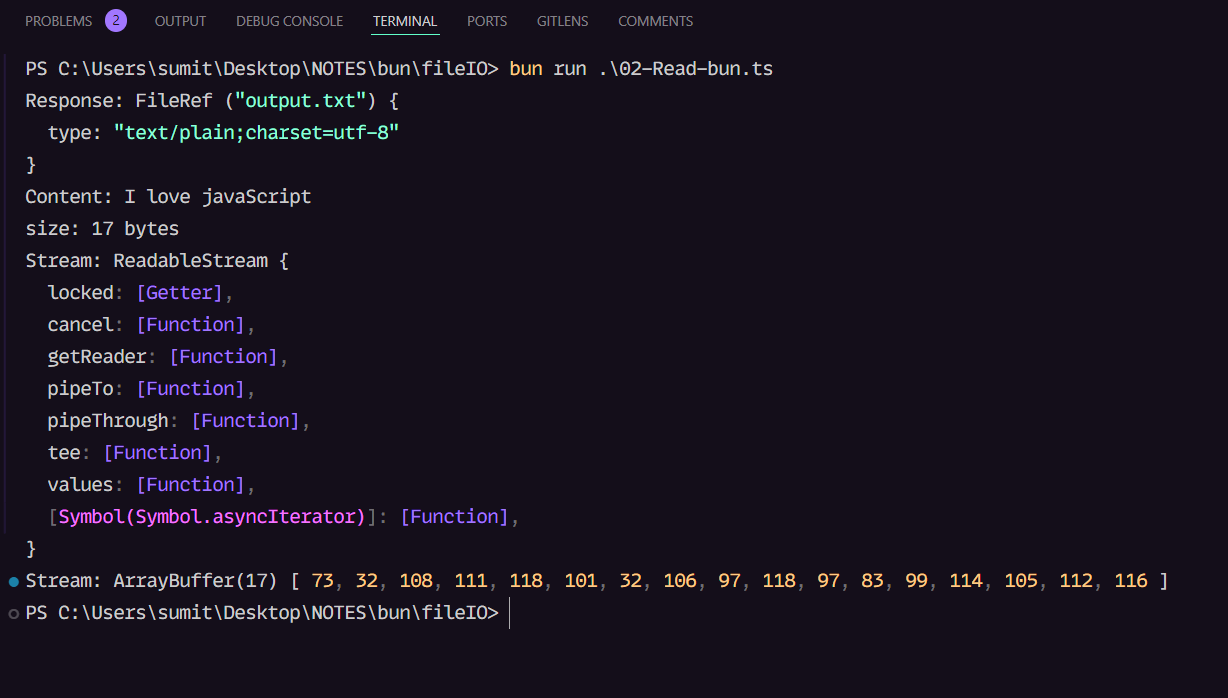 PROBLEMS 2 OUTPUT DEBUG CONSOLE TERMINAL PORTS GITLENS COMMENTS
PS C:\Users\sumit\Desktop\NOTES\bun\fileIO> bun run .\02-Read-bun.ts
Response: FileRef ("output.txt") {
  type: "text/plain;charset=utf-8"
}
Content: I love javaScript
size: 17 bytes
Stream: ReadableStream {
  locked: [Getter],
  cancel: [Function],
  getReader: [Function],
  pipeTo: [Function],
  pipeThrough: [Function],
  tee: [Function],
  values: [Function],
  [Symbol(Symbol.asyncIterator)]: [Function],
}
Stream: ArrayBuffer(17) [ 73, 32, 108, 111, 118, 101, 32, 106, 97, 118, 97, 83, 99, 114, 105, 112, 116 ]
PS C:\Users\sumit\Desktop\NOTES\bun\fileIO>